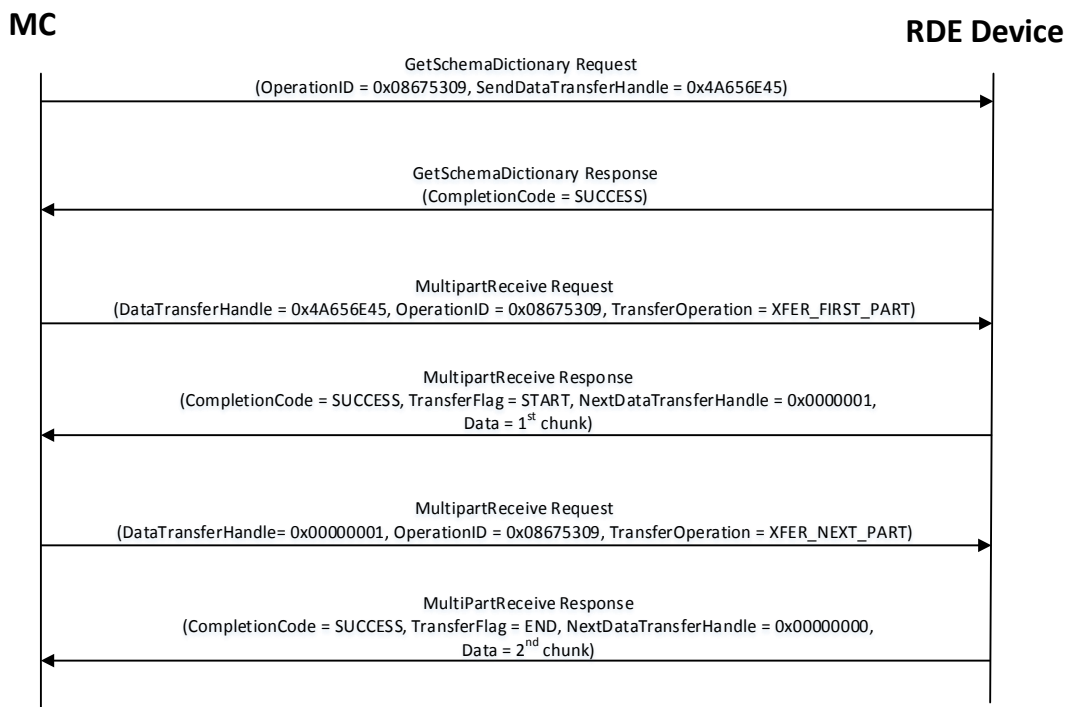 MC
RDE Device
GetSchemaDictionary Request
(OperationID = 0x08675309, SendDataTransferHandle = 0x4A656E45)
GetSchemaDictionary Response
(CompletionCode = SUCCESS)
MultipartReceive Request
(DataTransferHandle = 0x4A656E45, OperationID = 0x08675309, TransferOperation = XFER_FIRST_PART)
MultipartReceive Response
(CompletionCode = SUCCESS, TransferFlag = START, NextDataTransferHandle = 0x0000001,
Data = 1st chunk)
MultipartReceive Request
(DataTransferHandle= 0x00000001, OperationID = 0x08675309, TransferOperation = XFER_NEXT_PART)
MultiPartReceive Response
(CompletionCode = SUCCESS, TransferFlag = END, NextDataTransferHandle = 0x00000000,
Data = 2nd chunk)